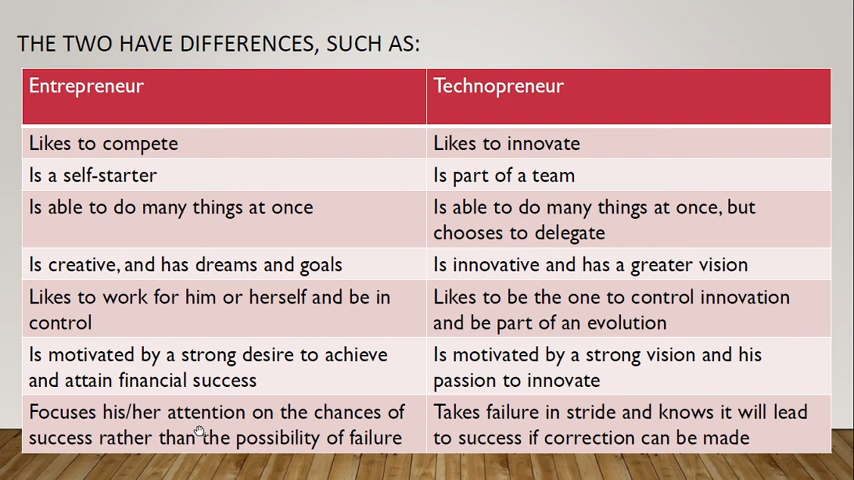 THE TWO HAVE DIFFERENCES, SUCH AS:
Entrepreneur
Technopreneur
Likes to compete
Likes to innovate
Is a self-starter
Is part of a team
Is able to do many things at once
Is able to do many things at once, but
chooses to delegate
Is creative, and has dreams and goals
Is innovative and has a greater vision
Likes to work for him or herself and be in
control
Likes to be the one to control innovation
and be part of an evolution
Is motivated by a strong desire to achieve
and attain financial success
Is motivated by a strong vision and his
passion to innovate
Focuses his/her attention on the chances of
success rather than the possibility of failure
Takes failure in stride and knows it will lead
to success if correction can be made